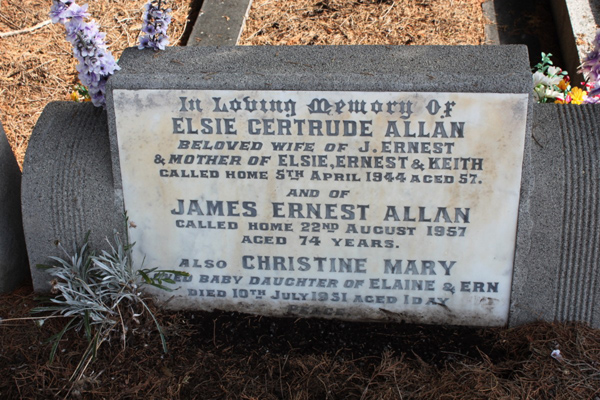 In Loving Memory Of
ELSIE GERTRUDE ALLAN
BELOVED WIFE OF J. ERNEST
& MOTHER OF ELSIE, ERNEST & KEITH
CALLED HOME 5TH APRIL 1944 AGED 57.
AND OF
JAMES ERNEST ALLAN
CALLED HOME 22ND AUGUST 1957
AGED 74 YEARS.
ALSO CHRISTINE MARY
BABY DAUGHTER OF ELAINE & ERN
DIED 10TH JULY 1951 AGED 1 DAY